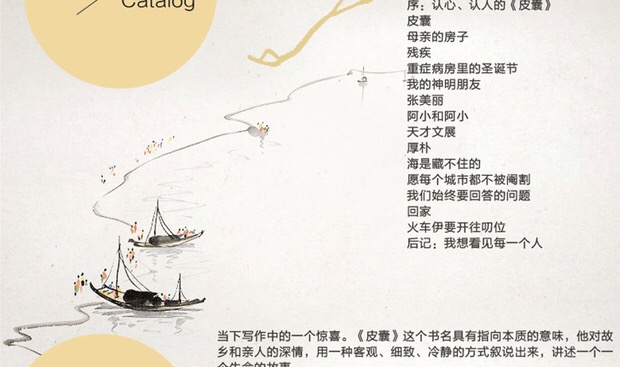 Catalog
序：认心、认人的《皮囊》
皮囊
母亲的房子
残疾
重症病房里的圣诞节
我的神明朋友
张美丽
阿小和阿小
天才文展
厚朴
海是藏不住的
愿每个城市都不被阉割
我们始终要回答的问题
回家
火车伊要开往叨位
后记：我想看见每一个人
当下写作中的一个惊喜。《皮囊》这个书名具有指向本质的意味，他对故
乡和亲人的深情，用一种客观、细致、冷静的方式叙说出来，讲述一个一
个生命的故事